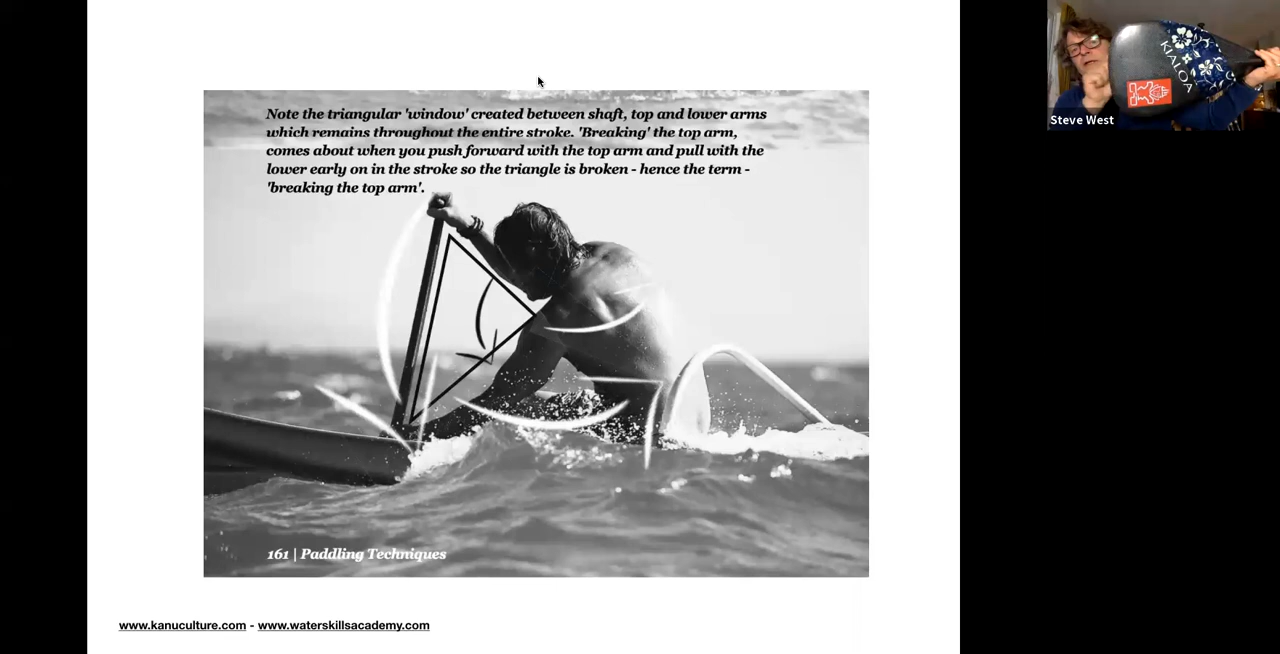 Note the triangular 'window' created between shaft, top and lower arms
which remains throughout the entire stroke. 'Breaking' the top arm,
comes about when you push forward with the top arm and pull with the
lower early on in the stroke so the triangle is broken - hence the term -
'breaking the top arm'.
161 | Paddling Techniques
www.kanuculture.com - www.waterskillsacademy.com
KIALOA
Steve West